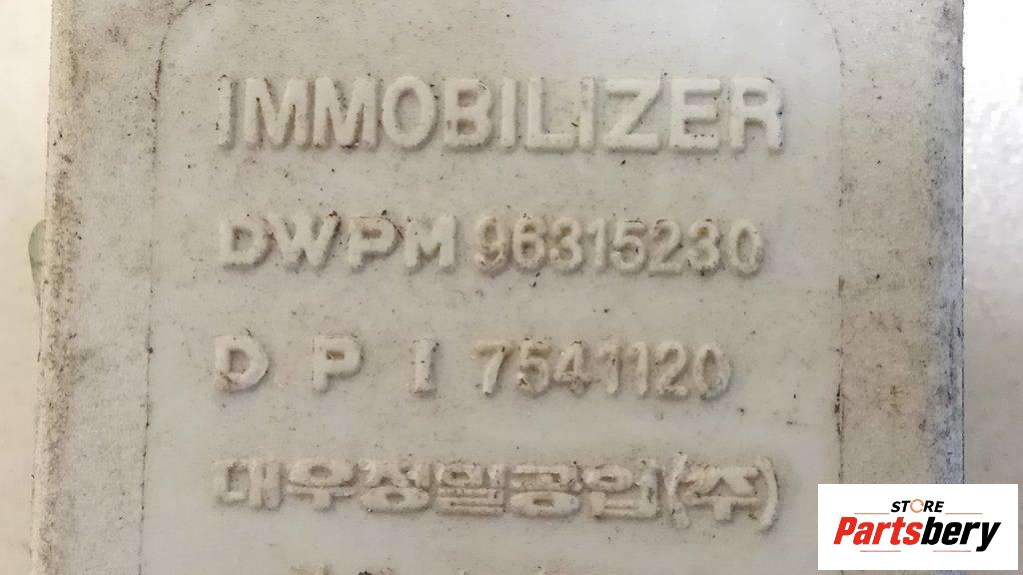 IMMOBILIZER
DWPM 96315230
D P I 7541120
대우정밀공업(주)
STORE
Partsbery